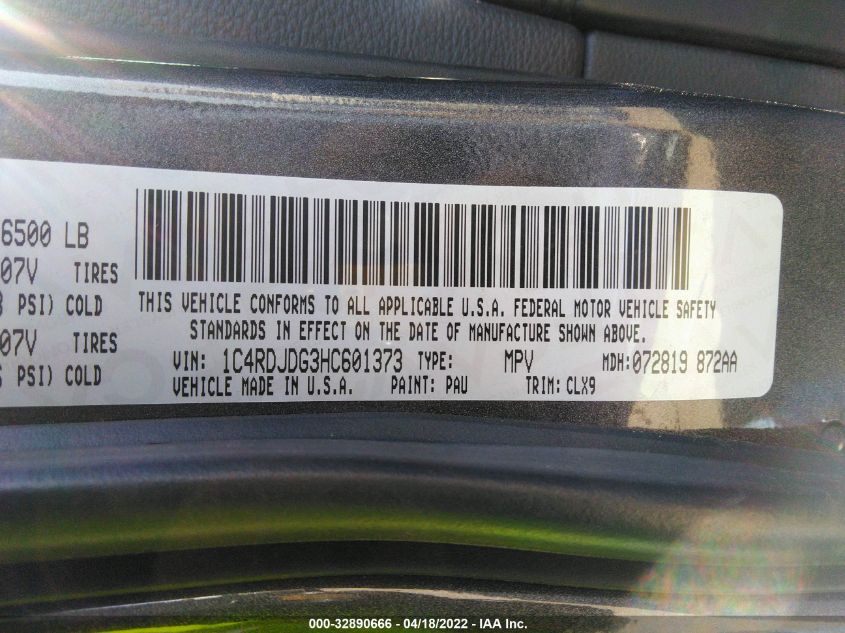 6500 LB
07V TIRES
PSI) COLD
07V TIRES
PSI) COLD
THIS VEHICLE CONFORMS TO ALL APPLICABLE U.S.A. FEDERAL MOTOR VEHICLE SAFETY
STANDARDS IN EFFECT ON THE DATE OF MANUFACTURE SHOWN ABOVE.
VIN: 1C4RDJDG3HC601373 TYPE: MPV MDH:072819 872AA
VEHICLE MADE IN U.S.A. PAINT: PAU TRIM: CLX9
000-32890666 - 04/18/2022 - IAA Inc.